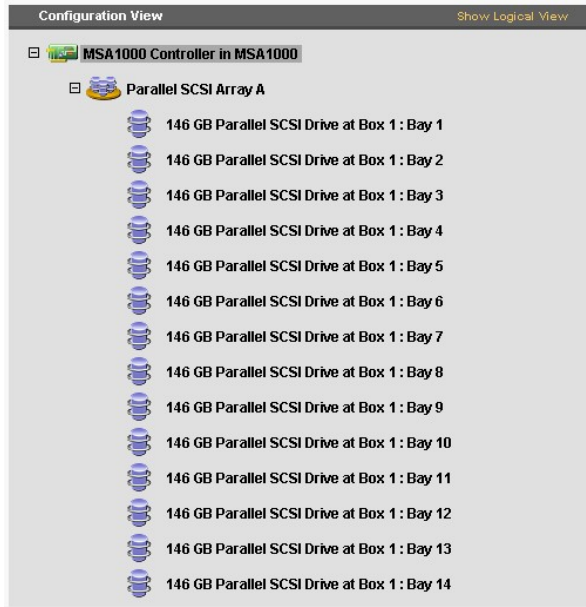 Configuration View Show Logical View
MSA1000 Controller in MSA1000
Parallel SCSI Array A
146 GB Parallel SCSI Drive at Box 1 : Bay 1
146 GB Parallel SCSI Drive at Box 1 : Bay 2
146 GB Parallel SCSI Drive at Box 1 : Bay 3
146 GB Parallel SCSI Drive at Box 1 : Bay 4
146 GB Parallel SCSI Drive at Box 1 : Bay 5
146 GB Parallel SCSI Drive at Box 1 : Bay 6
146 GB Parallel SCSI Drive at Box 1 : Bay 7
146 GB Parallel SCSI Drive at Box 1 : Bay 8
146 GB Parallel SCSI Drive at Box 1 : Bay 9
146 GB Parallel SCSI Drive at Box 1 : Bay 10
146 GB Parallel SCSI Drive at Box 1 : Bay 11
146 GB Parallel SCSI Drive at Box 1 : Bay 12
146 GB Parallel SCSI Drive at Box 1 : Bay 13
146 GB Parallel SCSI Drive at Box 1 : Bay 14